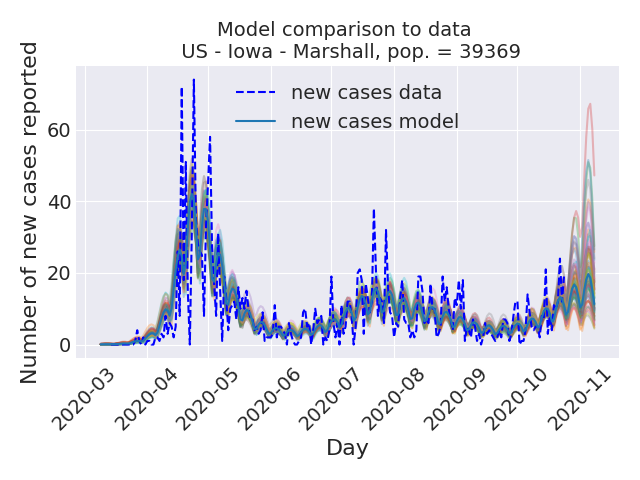 Model comparison to data
US - Iowa - Marshall, pop. = 39369
new cases data
new cases model
Number of new cases reported
60
40
20
0
2020-03
2020-04
2020-05
2020-06
2020-07
2020-08
2020-09
2020-10
2020-11
Day